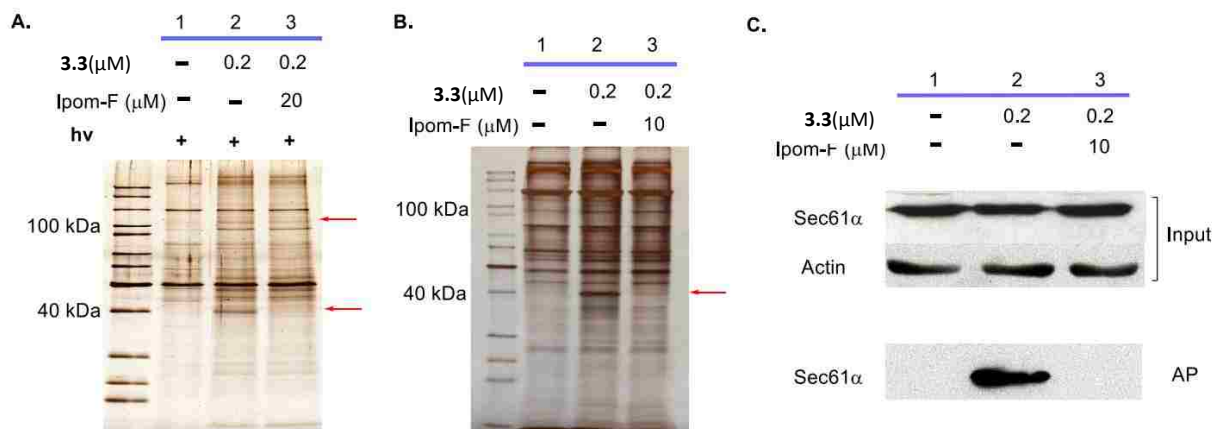 A.
1 2 3
3.3(μM) - 0.2 0.2
Ipom-F (μM) - - 20
hv + + +
100 kDa
40 kDa
B.
1 2 3
3.3(μM) - 0.2 0.2
Ipom-F (μM) - - 10
100 kDa
40 kDa
C.
1 2 3
3.3(μM) - 0.2 0.2
Ipom-F (μM) - - 10
Sec61α
Actin
Input
Sec61α
AP